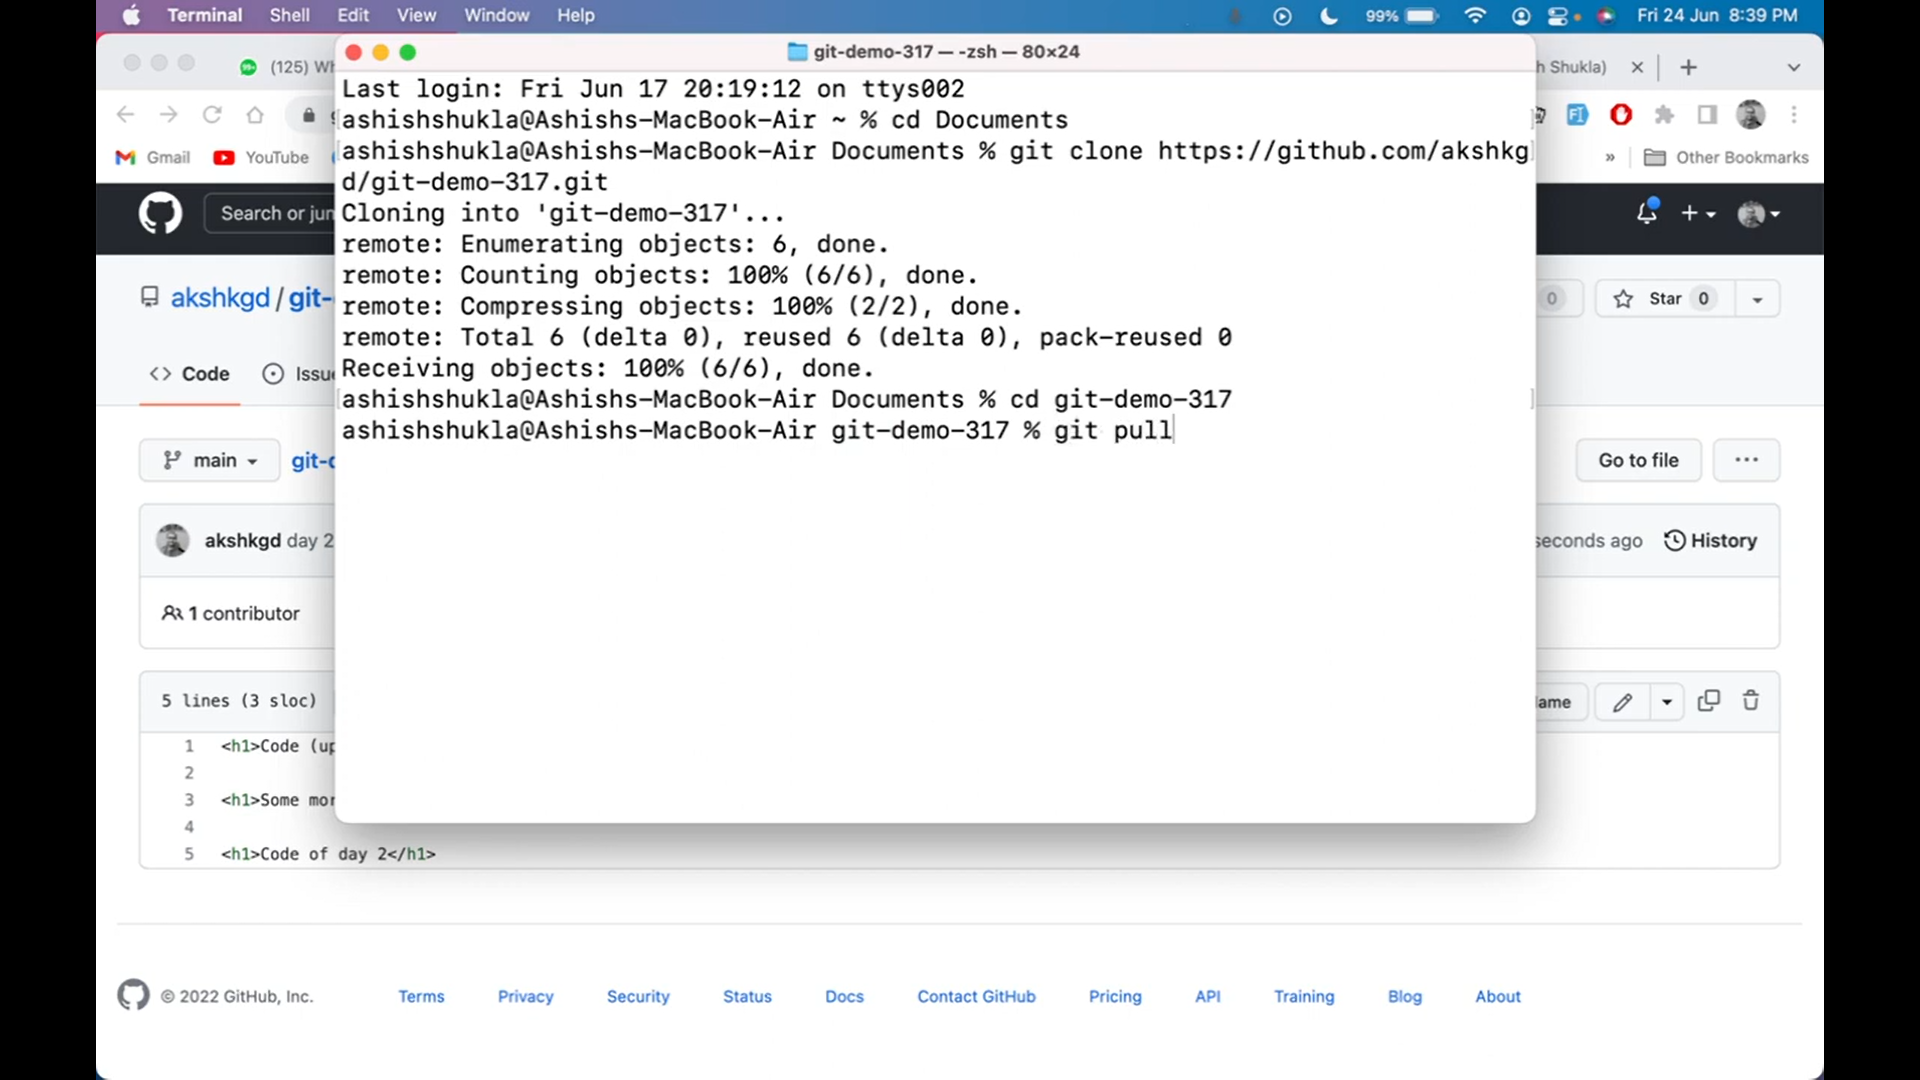 Terminal Shell Edit View Window Help 99% Fri 24 Jun 8:39 PM
git-demo-317 — -zsh — 80×24
(125) Wh
h Shukla)
Last login: Fri Jun 17 20:19:12 on ttys002
ashishshukla@Ashishs-MacBook-Air ~ % cd Documents
ashishshukla@Ashishs-MacBook-Air Documents % git clone https://github.com/akshkg
d/git-demo-317.git
Cloning into 'git-demo-317'...
remote: Enumerating objects: 6, done.
remote: Counting objects: 100% (6/6), done.
remote: Compressing objects: 100% (2/2), done.
remote: Total 6 (delta 0), reused 6 (delta 0), pack-reused 0
Receiving objects: 100% (6/6), done.
ashishshukla@Ashishs-MacBook-Air Documents % cd git-demo-317
ashishshukla@Ashishs-MacBook-Air git-demo-317 % git pull
Gmail YouTube » Other Bookmarks
Search or jum
akshkgd / git- 0 Star 0
<> Code Issue
main git-d Go to file ...
akshkgd day 2 seconds ago History
1 contributor
5 lines (3 sloc) ame
1 <h1>Code (up
2
3 <h1>Some mor
4
5 <h1>Code of day 2</h1>
© 2022 GitHub, Inc. Terms Privacy Security Status Docs Contact GitHub Pricing API Training Blog About